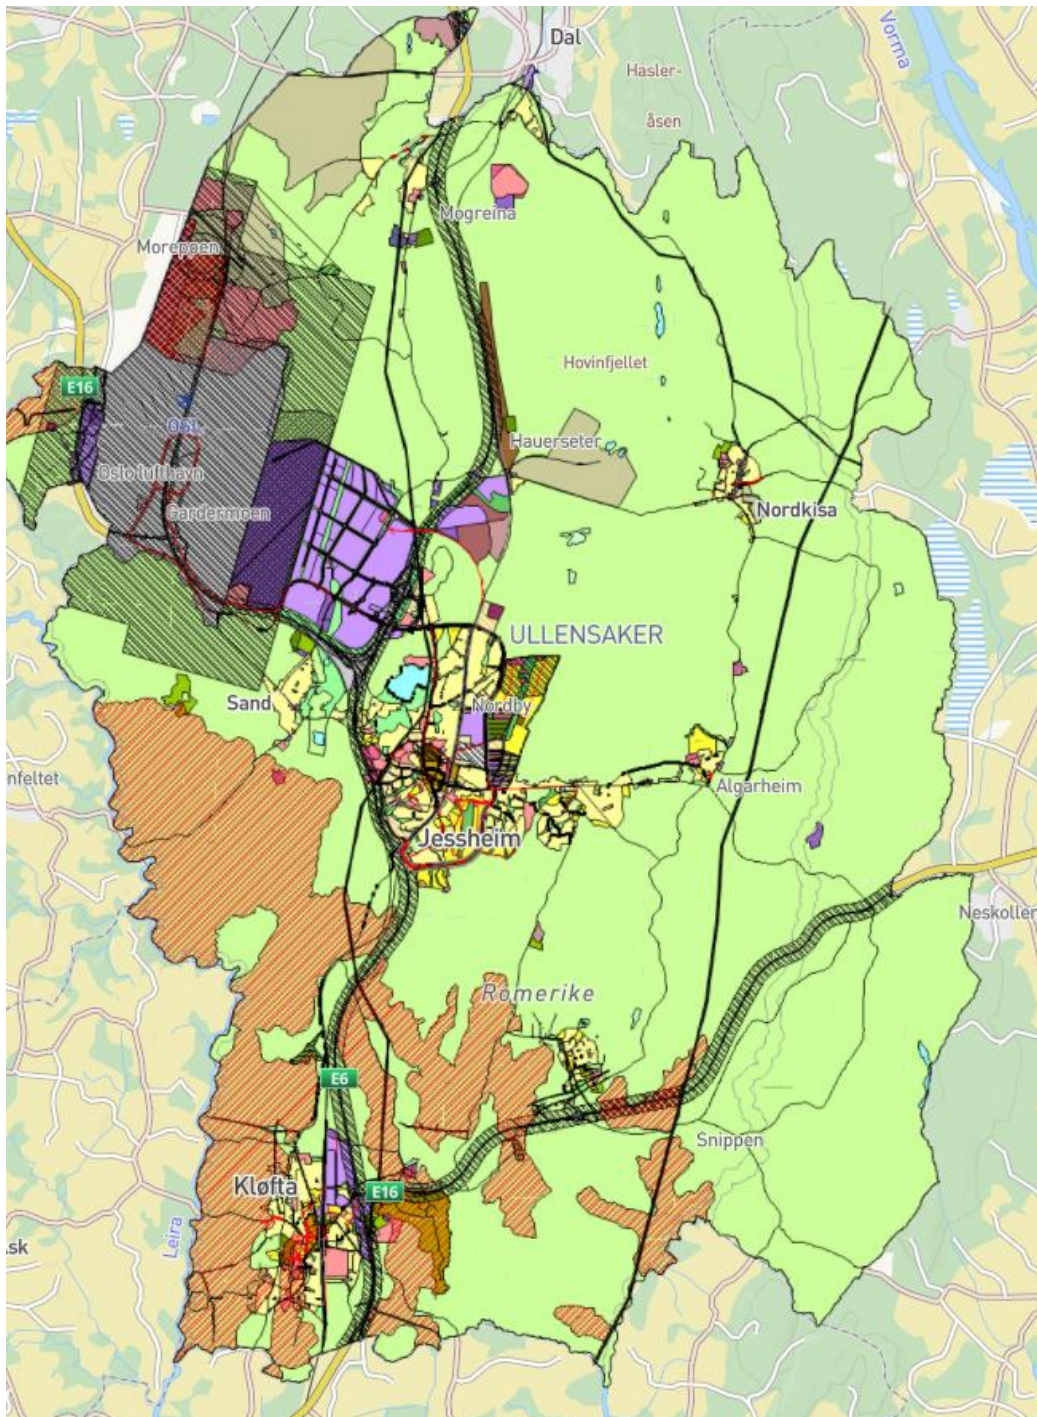 Dal
Vorma
Hasler-
åsen
Mogreina
Moreppen
Hovinfjellet
E16
OSL
Hauerseter
Oslo lufthavn
Nordkisa
Gardermoen
ULLENSAKER
Sand
Nordby
nfeltet
Algarheim
Jessheim
Neskollen
Romerike
E6
Snippen
Kløfta
E16
Leira
sk